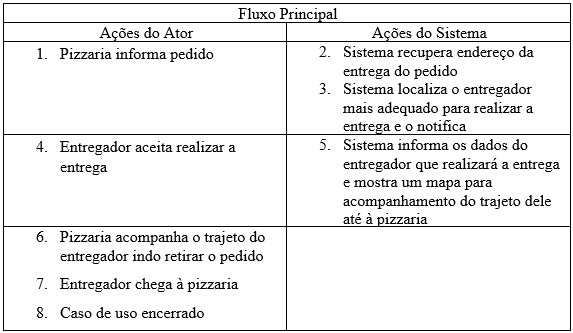 Fluxo Principal
Ações do Ator
Ações do Sistema
1. Pizzaria informa pedido
2. Sistema recupera endereço da
entrega do pedido
3. Sistema localiza o entregador
mais adequado para realizar a
entrega e o notifica
4. Entregador aceita realizar a
entrega
5. Sistema informa os dados do
entregador que realizará a entrega
e mostra um mapa para
acompanhamento do trajeto dele
até à pizzaria
6. Pizzaria acompanha o trajeto do
entregador indo retirar o pedido
7. Entregador chega à pizzaria
8. Caso de uso encerrado